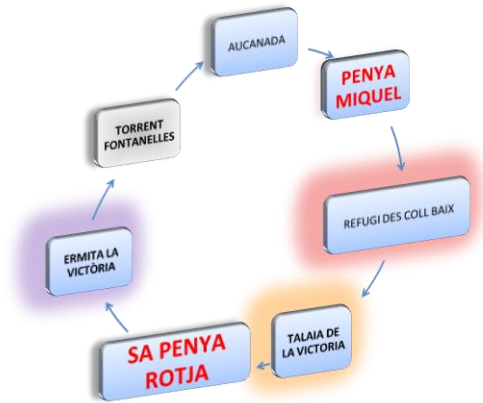 AUCANADA
PENYA
MIQUEL
REFUGI DES COLL BAIX
TALAIA DE
LA VICTORIA
SA PENYA
ROTJA
ERMITA LA
VICTÒRIA
TORRENT
FONTANELLES